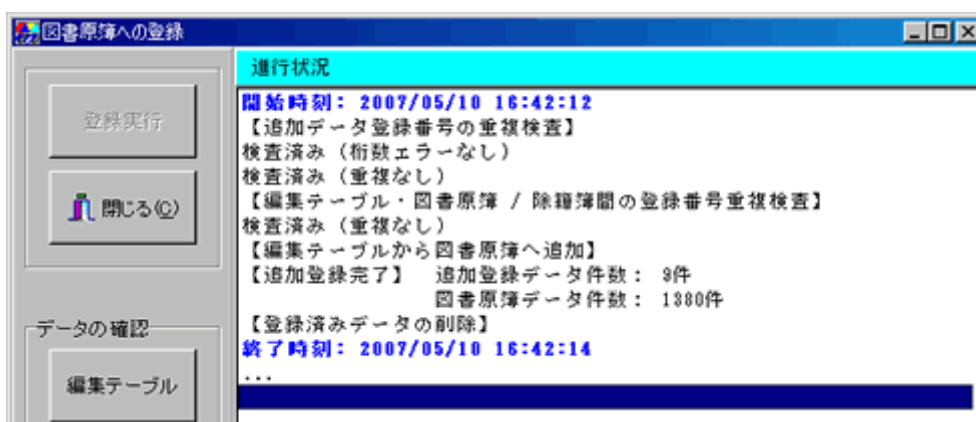 図書原簿への登録
登録実行
閉じる(C)
データの確認
編集テーブル
進行状況
開始時刻: 2007/05/10 16:42:12
【追加データ登録番号の重複検査】
検査済み (桁数エラーなし)
検査済み (重複なし)
【編集テーブル・図書原簿 / 除籍簿間の登録番号重複検査】
検査済み (重複なし)
【編集テーブルから図書原簿へ追加】
【追加登録完了】 追加登録データ件数: 9件
図書原簿データ件数: 1380件
【登録済みデータの削除】
終了時刻: 2007/05/10 16:42:14
...